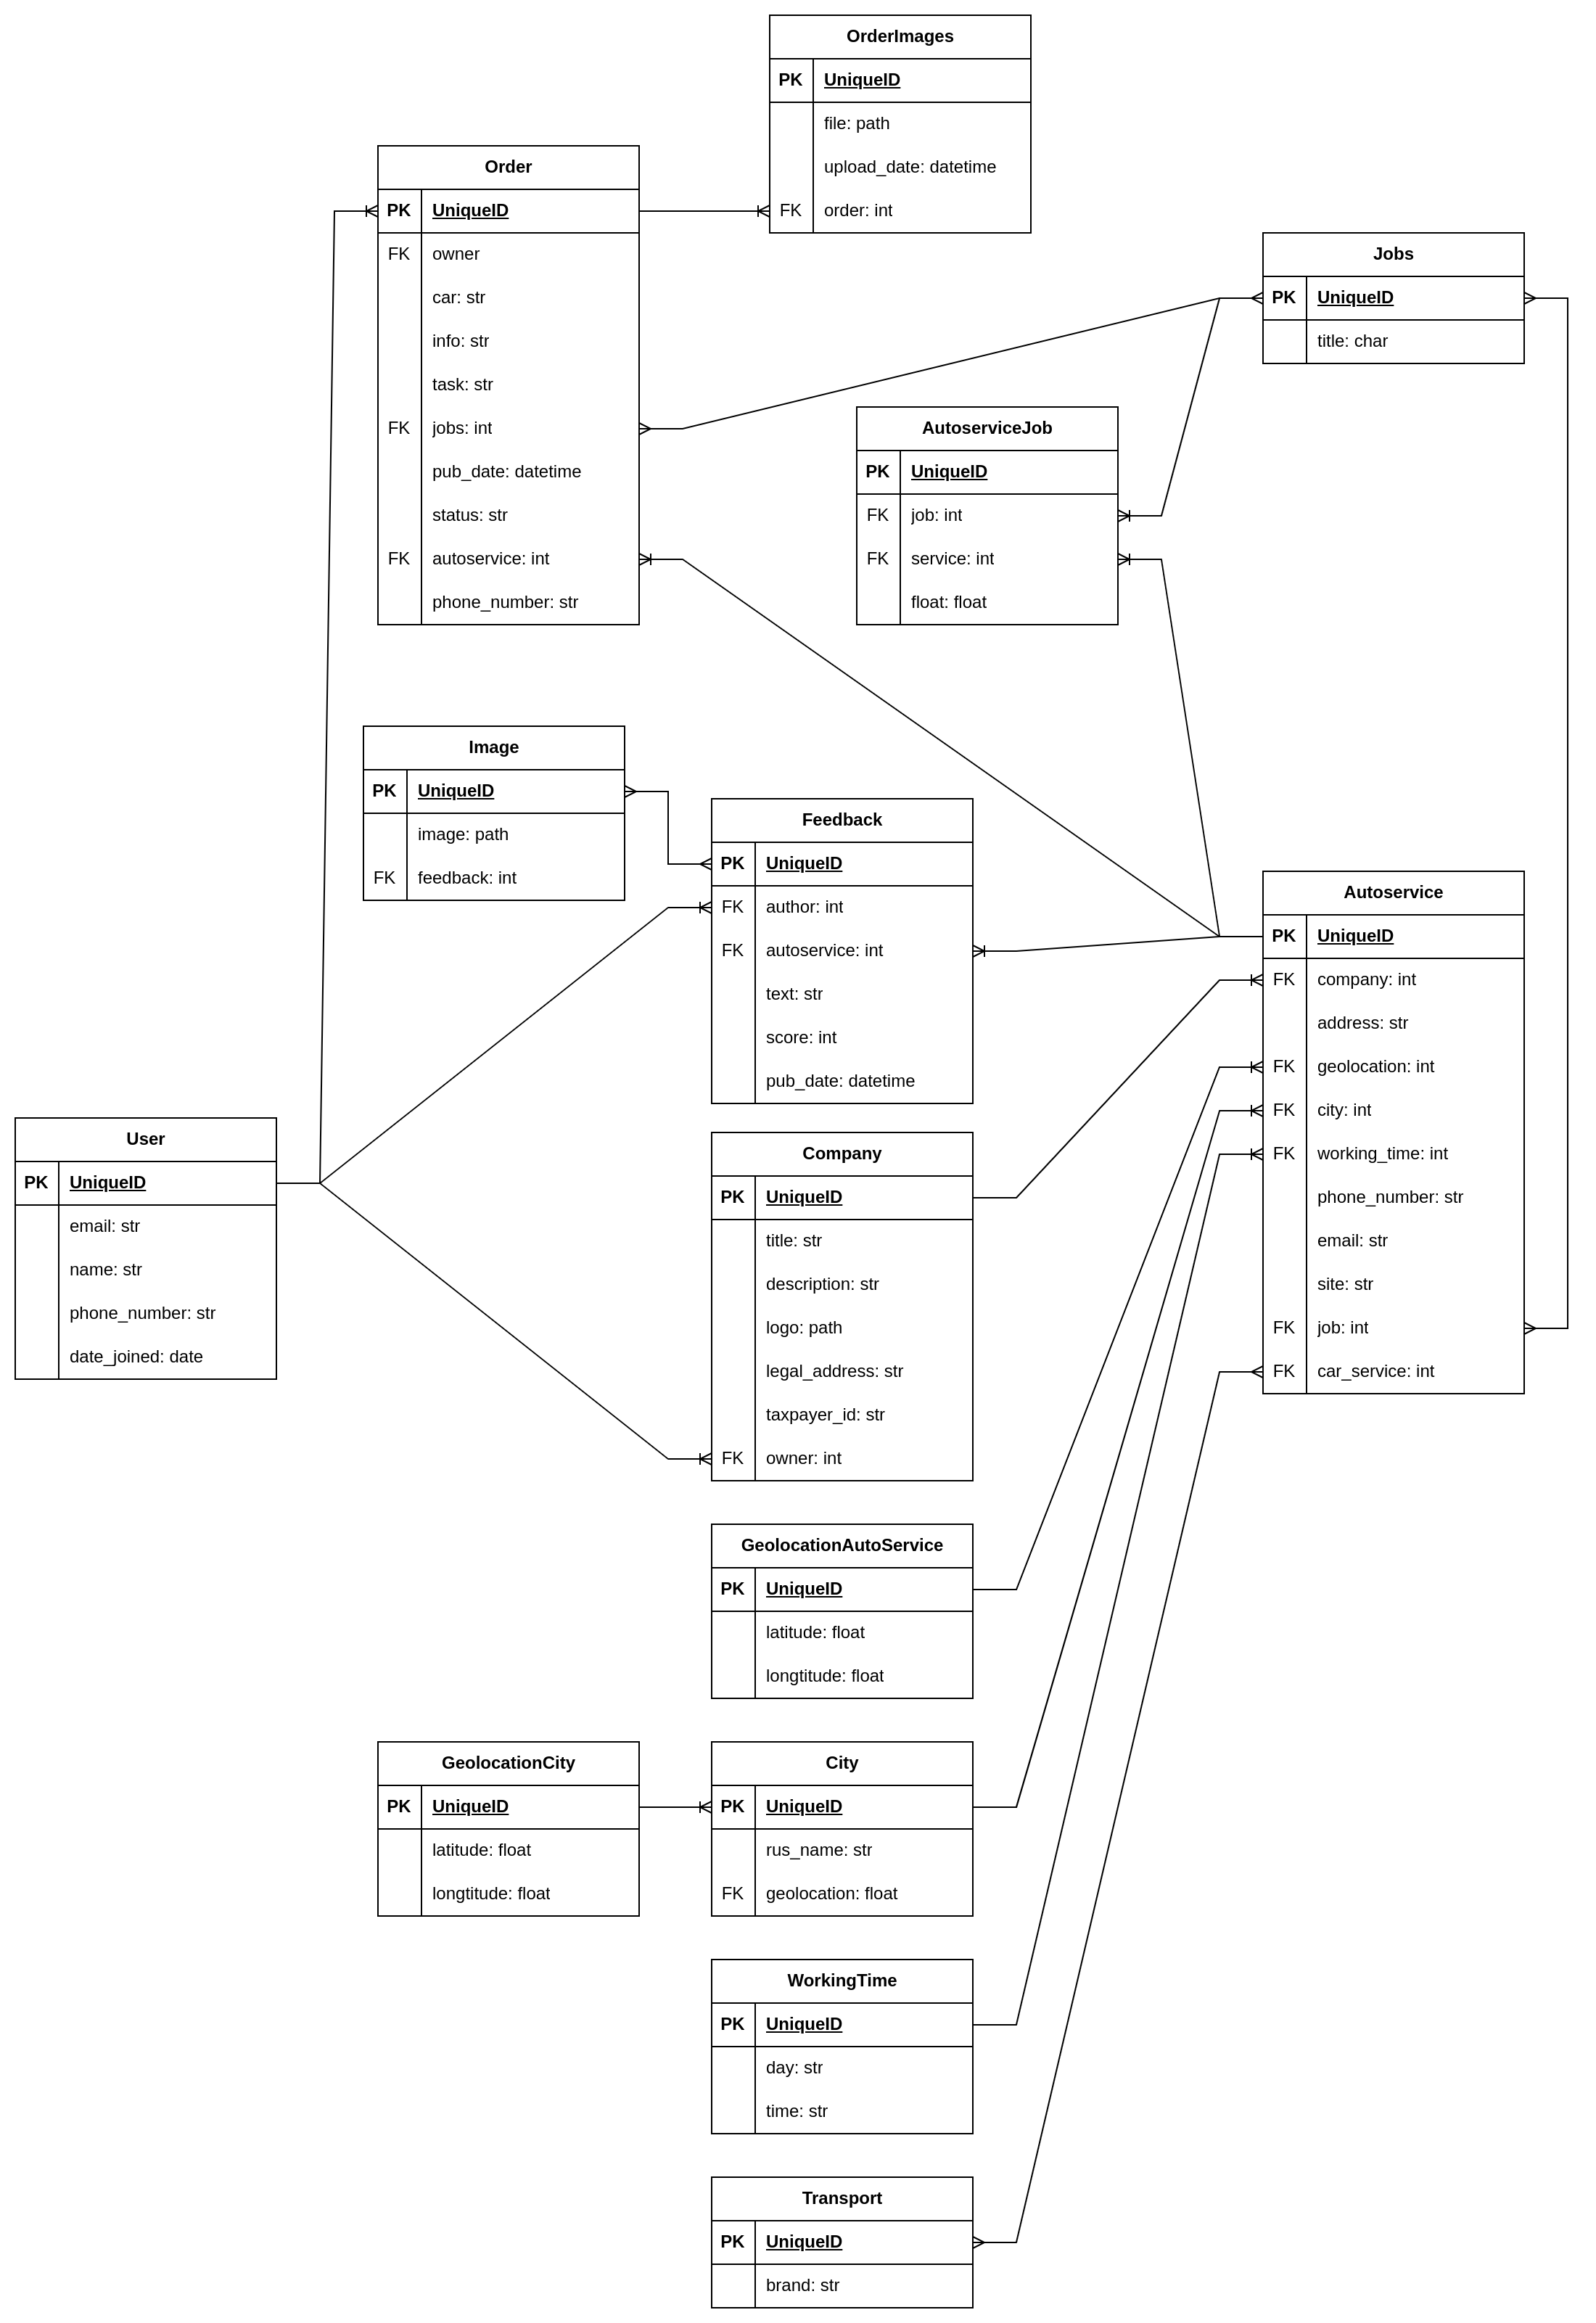 OrderImages
PK UniqueID
file: path
upload_date: datetime
FK order: int
Order
PK UniqueID
FK owner
car: str
info: str
task: str
FK jobs: int
pub_date: datetime
status: str
FK autoservice: int
phone_number: str
Jobs
PK UniqueID
title: char
AutoserviceJob
PK UniqueID
FK job: int
FK service: int
float: float
Image
PK UniqueID
image: path
FK feedback: int
Feedback
PK UniqueID
FK author: int
FK autoservice: int
text: str
score: int
pub_date: datetime
Autoservice
PK UniqueID
FK company: int
address: str
FK geolocation: int
FK city: int
FK working_time: int
phone_number: str
email: str
site: str
FK job: int
FK car_service: int
User
PK UniqueID
email: str
name: str
phone_number: str
date_joined: date
Company
PK UniqueID
title: str
description: str
logo: path
legal_address: str
taxpayer_id: str
FK owner: int
GeolocationAutoService
PK UniqueID
latitude: float
longtitude: float
GeolocationCity
PK UniqueID
latitude: float
longtitude: float
City
PK UniqueID
rus_name: str
FK geolocation: float
WorkingTime
PK UniqueID
day: str
time: str
Transport
PK UniqueID
brand: str